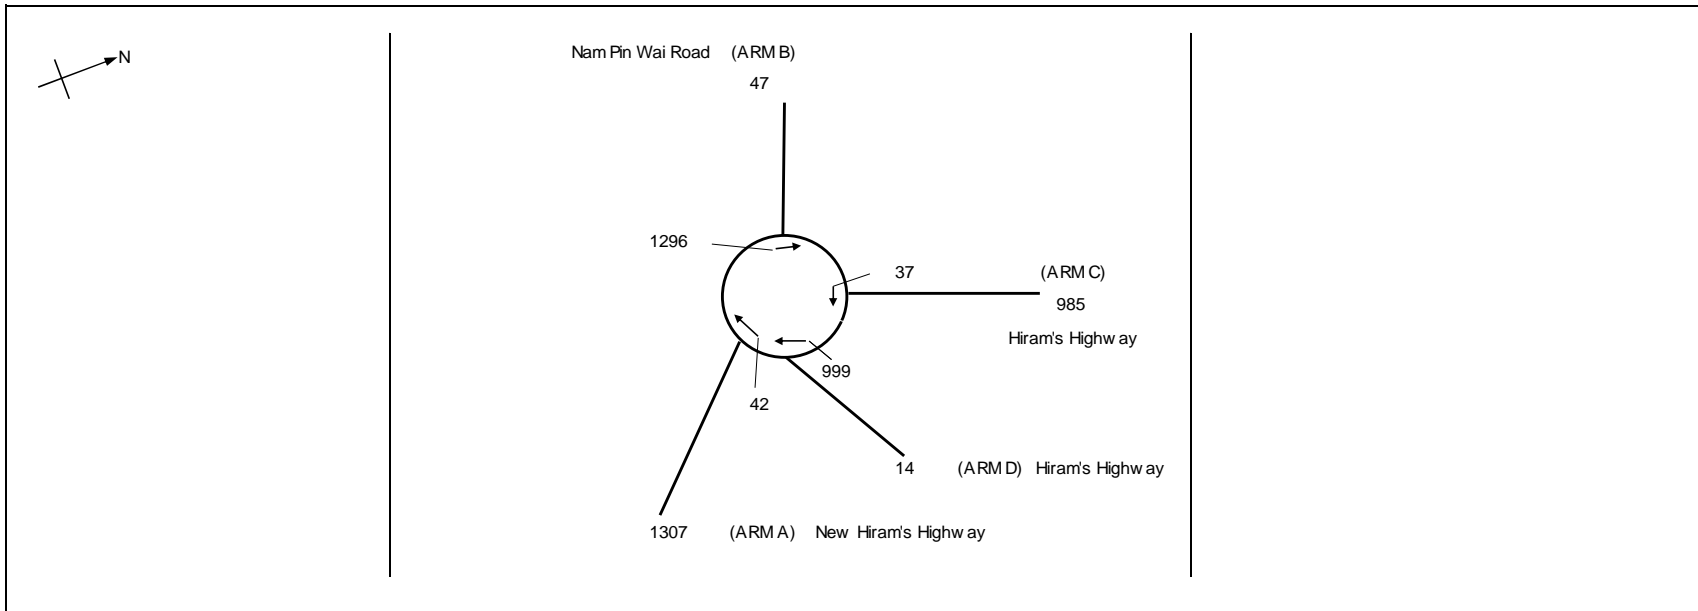 N
Nam Pin Wai Road (ARM B)
47
1296
37
(ARM C)
985
Hiram's Highway
999
42
14 (ARM D) Hiram's Highway
1307 (ARM A) New Hiram's Highway